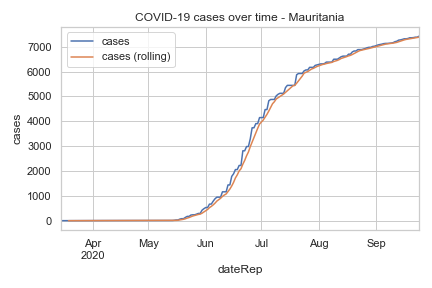 COVID-19 cases over time - Mauritania
cases
cases (rolling)
cases
7000
6000
5000
4000
3000
2000
1000
0
Apr May Jun Jul Aug Sep
2020
dateRep